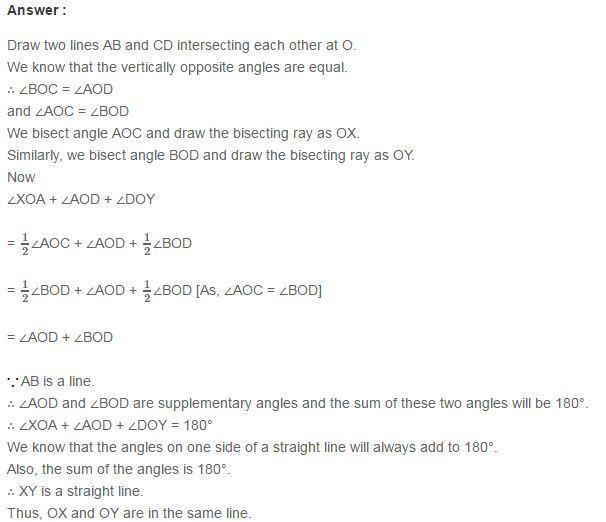 Answer :
Draw two lines AB and CD intersecting each other at O.
We know that the vertically opposite angles are equal.
∴ ∠BOC = ∠AOD
and ∠AOC = ∠BOD
We bisect angle AOC and draw the bisecting ray as OX.
Similarly, we bisect angle BOD and draw the bisecting ray as OY.
Now
∠XOA + ∠AOD + ∠DOY
= 1/2∠AOC + ∠AOD + 1/2∠BOD
= 1/2∠BOD + ∠AOD + 1/2∠BOD [As, ∠AOC = ∠BOD]
= ∠AOD + ∠BOD
∵ AB is a line.
∴ ∠AOD and ∠BOD are supplementary angles and the sum of these two angles will be 180°.
∴ ∠XOA + ∠AOD + ∠DOY = 180°
We know that the angles on one side of a straight line will always add to 180°.
Also, the sum of the angles is 180°.
∴ XY is a straight line.
Thus, OX and OY are in the same line.